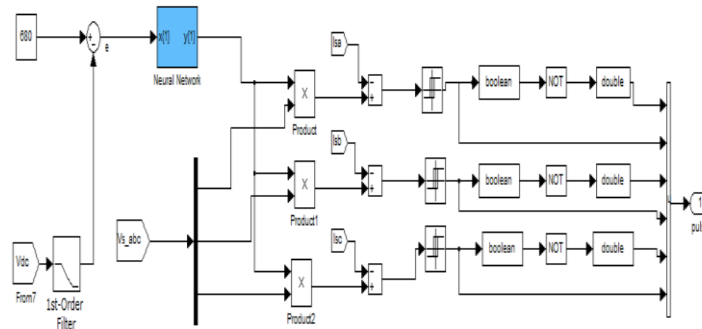 680
e
x[1] y[1]
Neural Network
Isa
boolean NOT double
Product
Isb
boolean NOT double
Product1
Vs_abc
1
puls
Vdc
From7
1st-Order
Filter
Isc
boolean NOT double
Product2